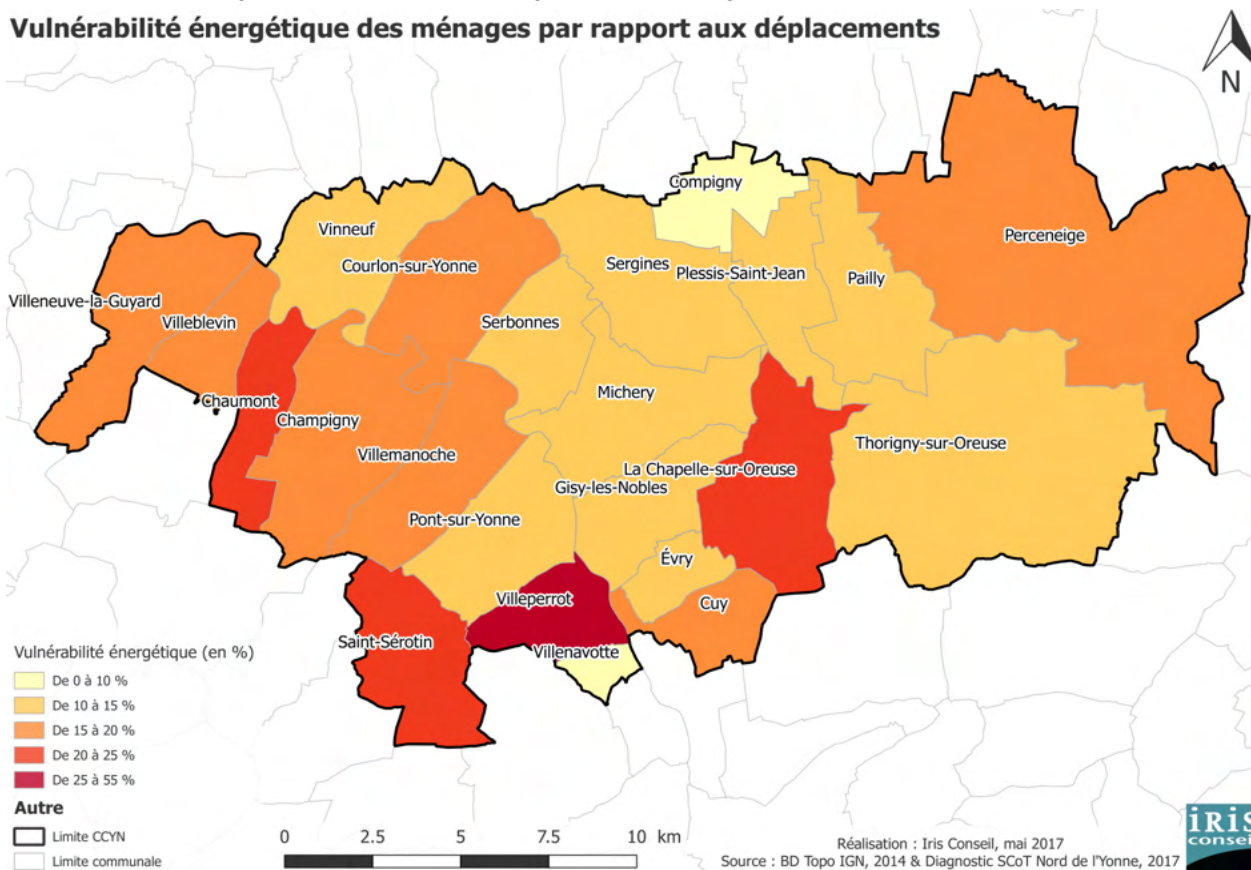 Vulnérabilité énergétique des ménages par rapport aux déplacements
N
Compigny
Vinneuf
Perceneige
Courlon-sur-Yonne
Sergines
Plessis-Saint-Jean
Pailly
Villeneuve-la-Guyard
Villeblevin
Serbonnes
Chaumont
Michery
Champigny
Villemanoche
Thorigny-sur-Oreuse
La Chapelle-sur-Oreuse
Gisy-les-Nobles
Pont-sur-Yonne
Évry
Villeperrot
Cuy
Saint-Sérotin
Villenavotte
Vulnérabilité énergétique (en %)
De 0 à 10 %
De 10 à 15 %
De 15 à 20 %
De 20 à 25 %
De 25 à 55 %
Autre
Limite CCYN
Limite communale
0 2.5 5 7.5 10 km
Réalisation : Iris Conseil, mai 2017
Source : BD Topo IGN, 2014 & Diagnostic SCoT Nord de l'Yonne, 2017
iRiS
conseil